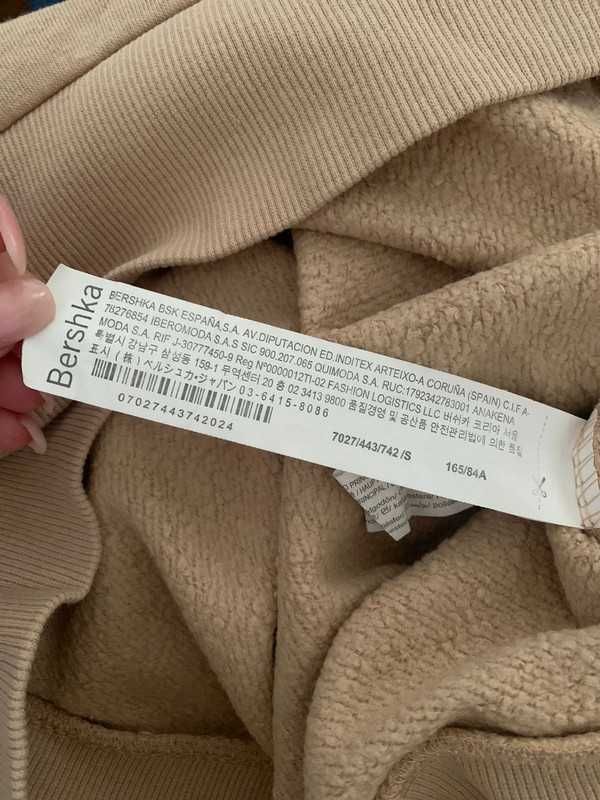 Bershka
BERSHKA BSK ESPAÑA,S.A. AV.DIPUTACION ED.INDITEX ARTEIXO-A CORUÑA (SPAIN) C.I.F A-
78276854 IBEROMODA S.A.S SIC 900.207.065 QUIMODA S.A. RUC:1792342783001 ANAKENA
MODA S.A. RIF J-30777450-9 Reg Nº00000012TI-02 FASHION LOGISTICS LLC 버쉬카 코리아 서울
특별시 강남구 삼성동 159-1 무역센터 20 층 02 3413 9800 품질경영 및 공산품 안전관리법에 의한 품질
표시 (株) ベルシュカ・ジャパン 03-6415-8086
07027443742024
7027/443/742 /S
165/84A